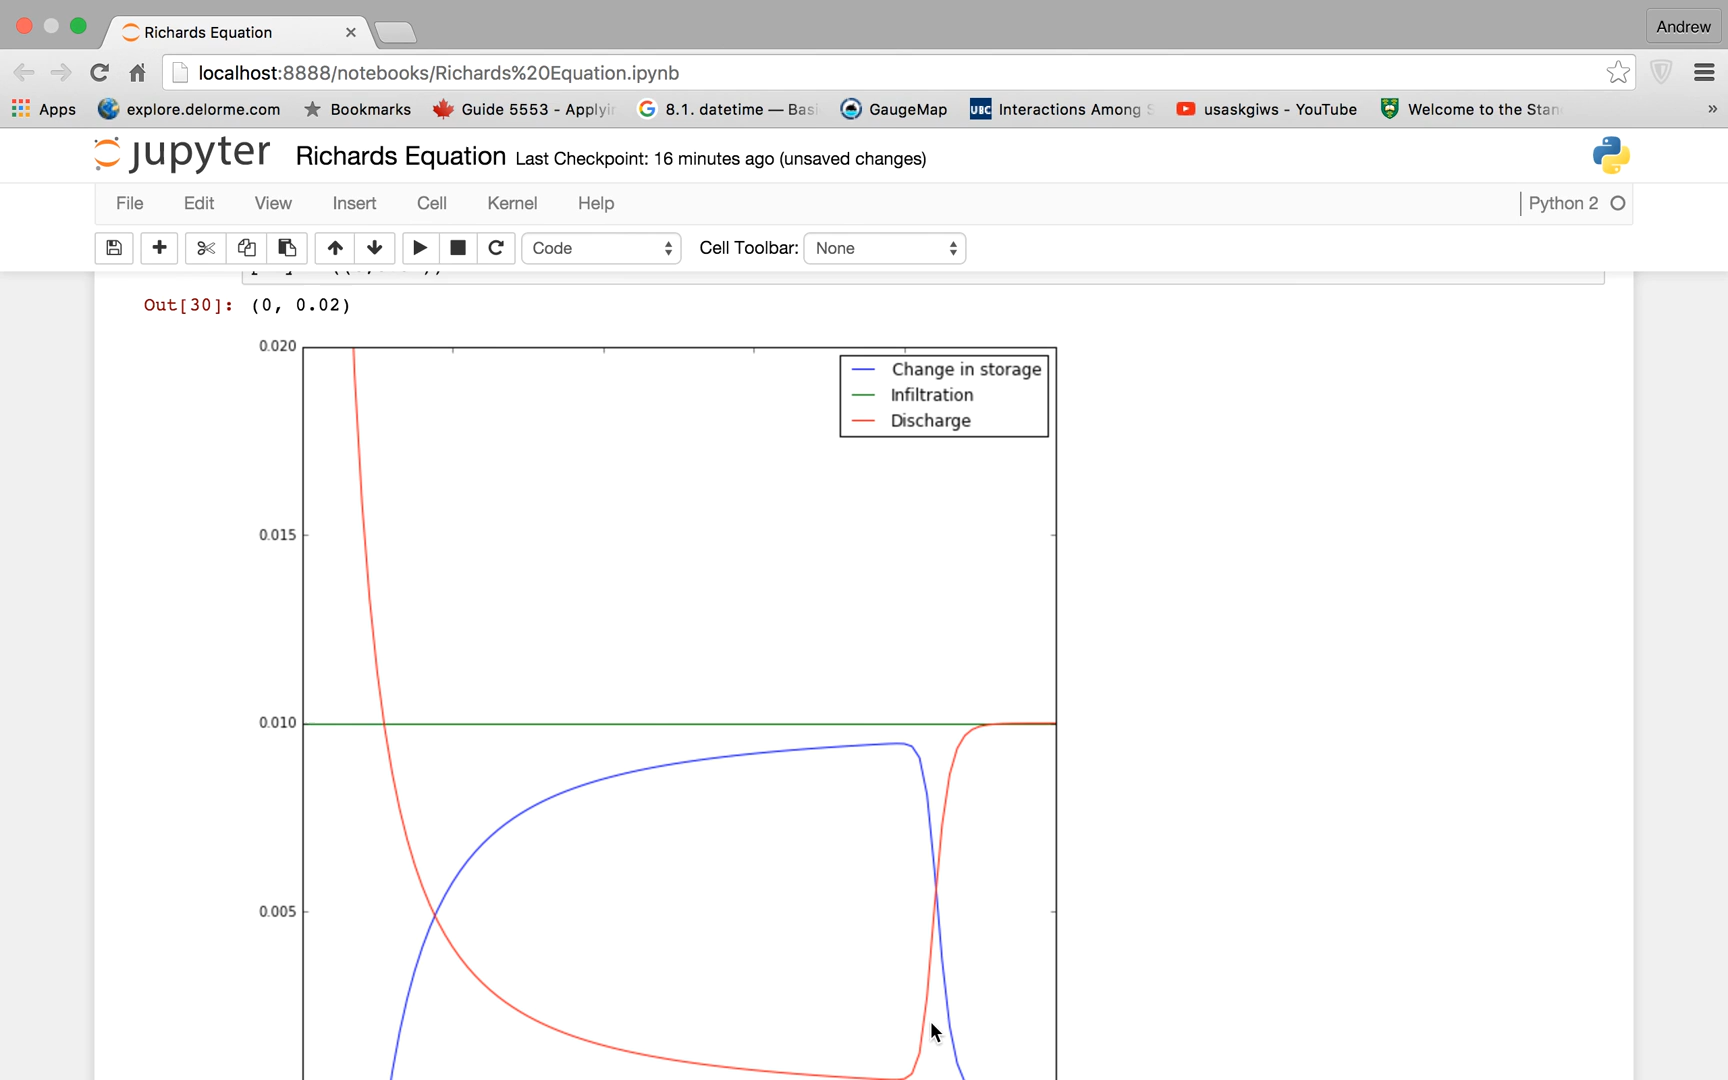 Richards Equation
Andrew
localhost:8888/notebooks/Richards%20Equation.ipynb
Apps explore.delorme.com Bookmarks Guide 5553 - Applyi 8.1. datetime — Basi GaugeMap UBC Interactions Among S usaskgiws - YouTube Welcome to the Stan »
jupyter Richards Equation Last Checkpoint: 16 minutes ago (unsaved changes)
File Edit View Insert Cell Kernel Help Python 2
Code Cell Toolbar: None
Out[30]: (0, 0.02)
0.020
Change in storage
Infiltration
Discharge
0.015
0.010
0.005